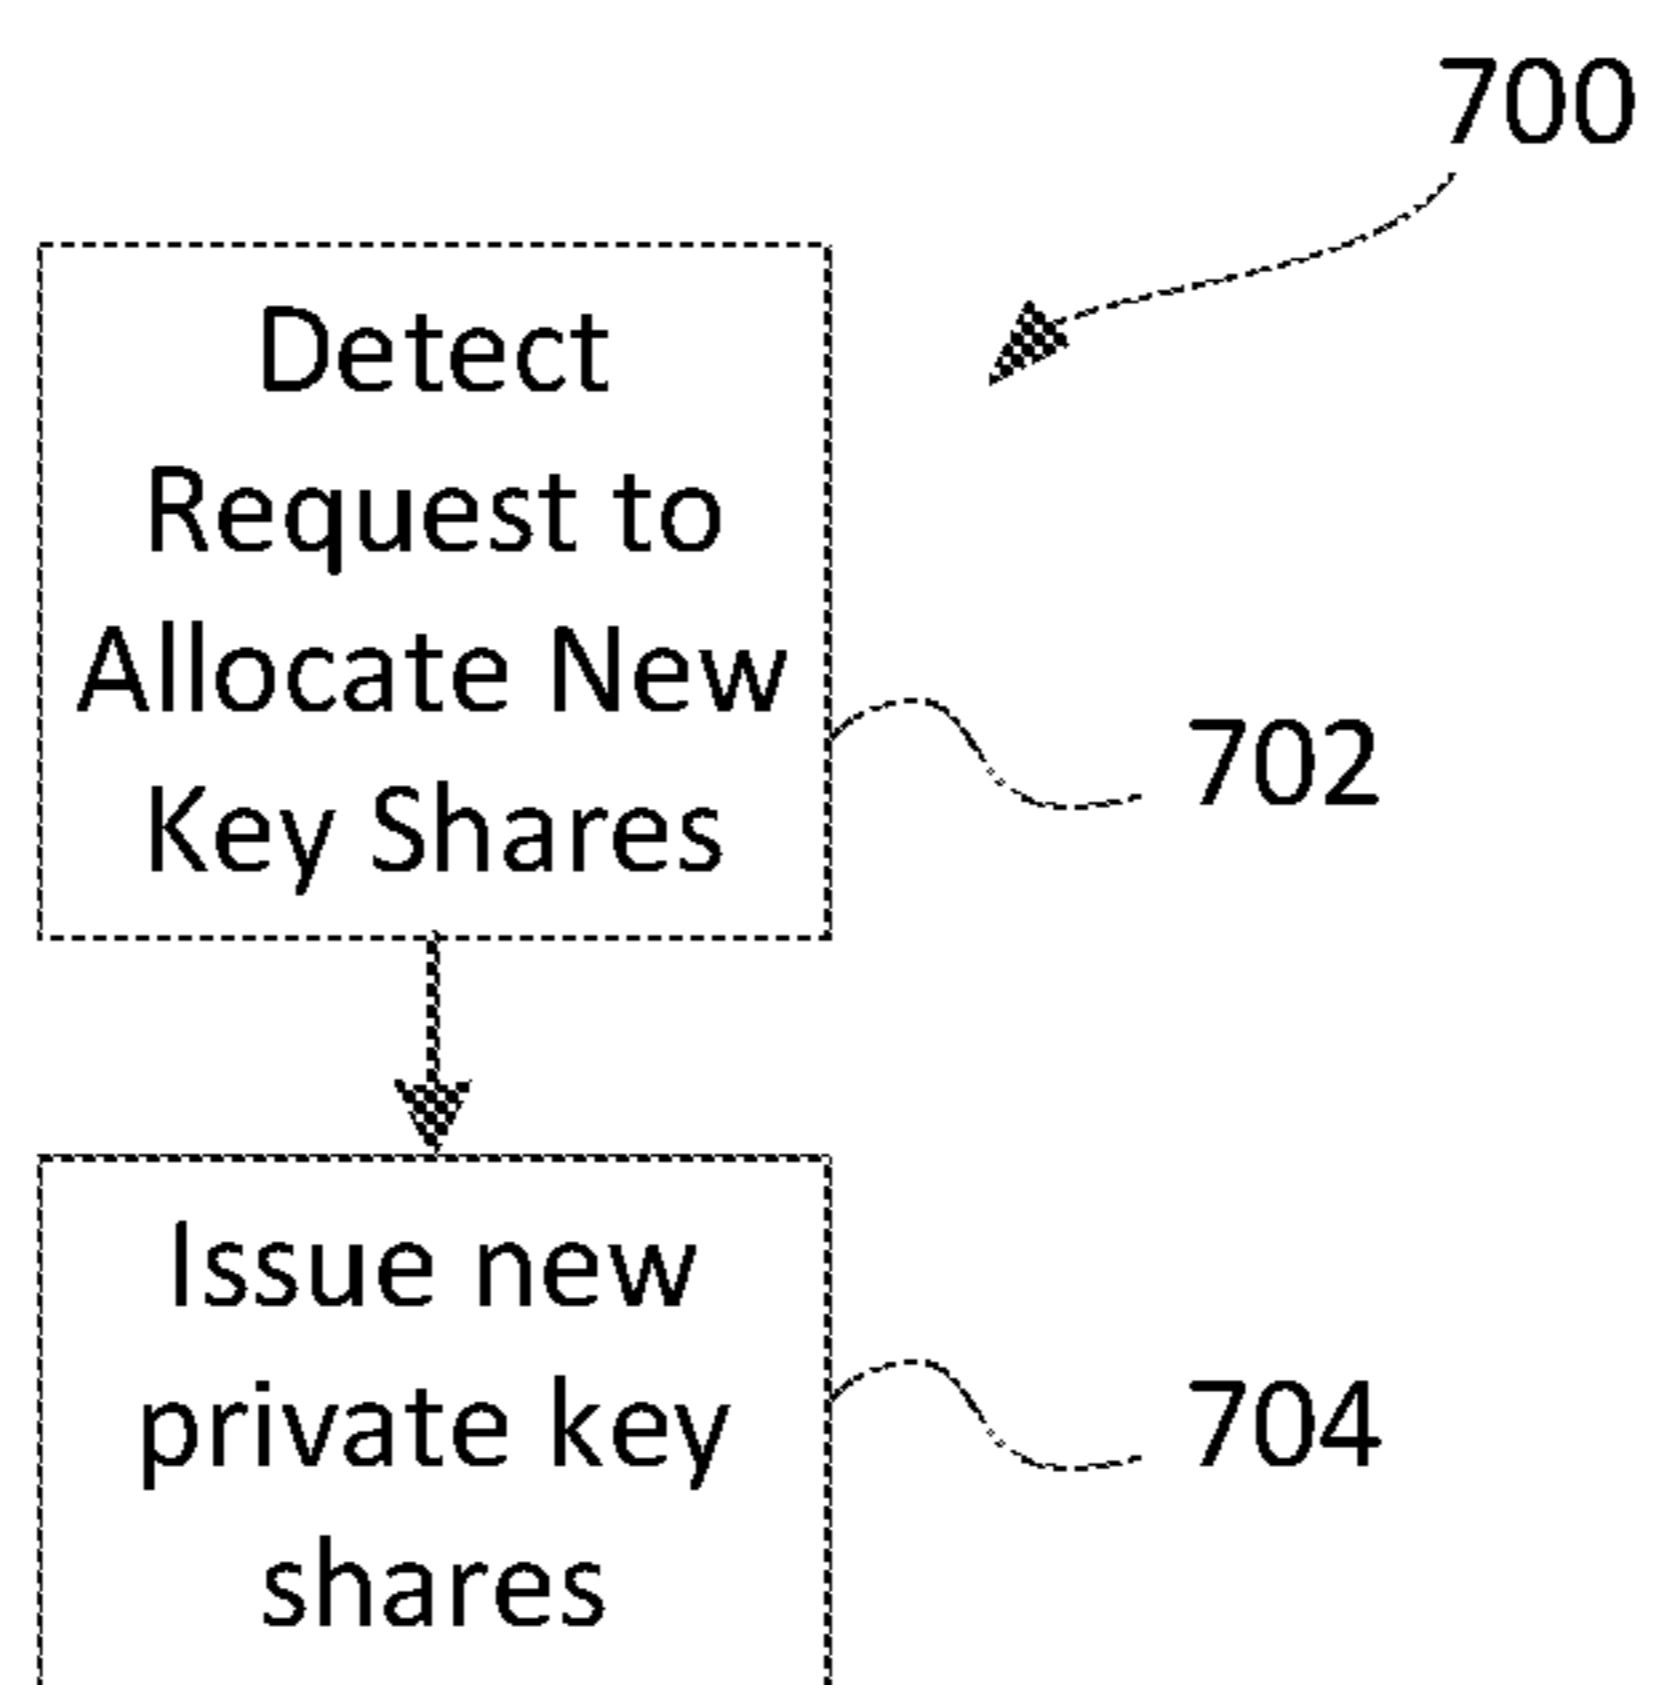 700
Detect
Request to
Allocate New
Key Shares
702
Issue new
private key
shares
704